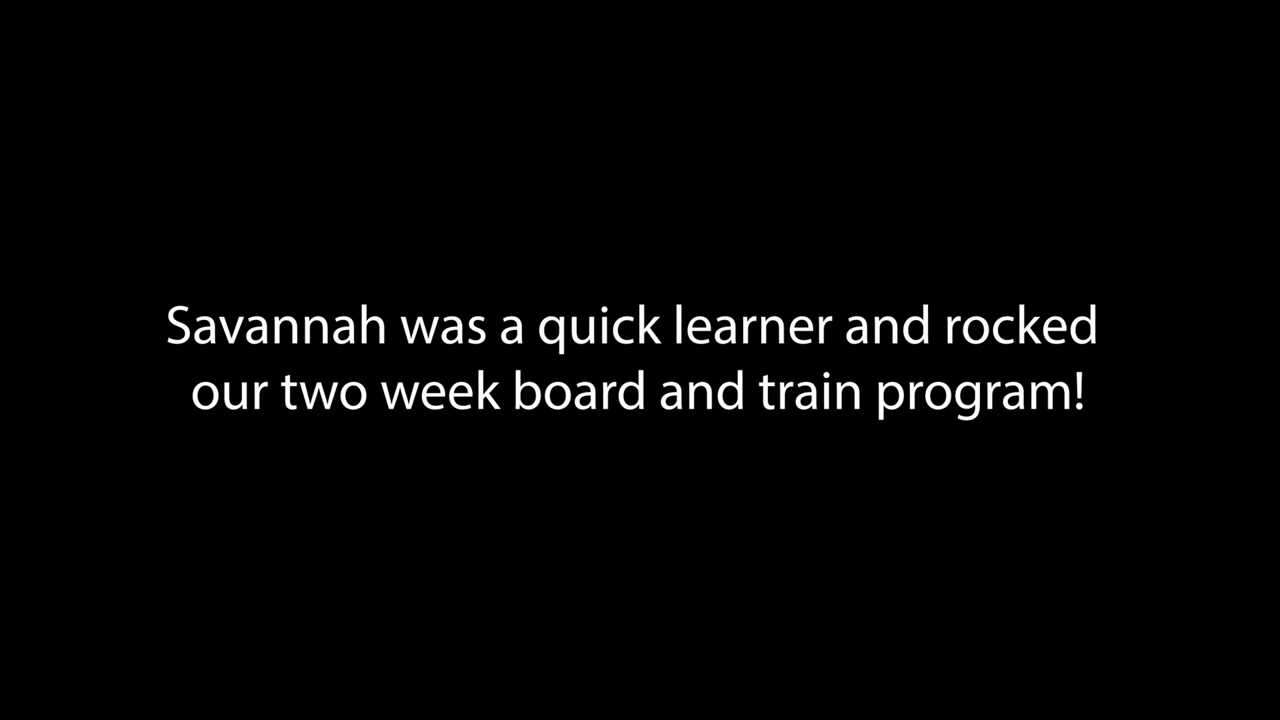 Savannah was a quick learner and rocked
our two week board and train program!